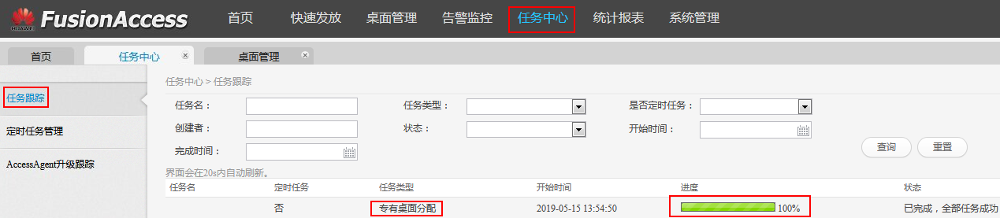 HUAWEI FusionAccess 首页 快速发放 桌面管理 告警监控 任务中心 统计报表 系统管理
首页 任务中心 桌面管理
任务中心 > 任务跟踪
任务跟踪
定时任务管理
AccessAgent升级跟踪
任务名： 任务类型： 是否定时任务：
创建者： 状态： 开始时间：
完成时间：
查询 重置
界面会在20s内自动刷新。
任务名 定时任务 任务类型 开始时间 进度 状态
否 专有桌面分配 2019-05-15 13:54:50 100% 已完成，全部任务成功